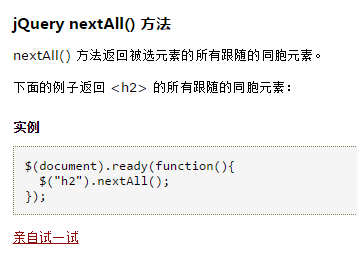 jQuery nextAll() 方法
nextAll() 方法返回被选元素的所有跟随的同胞元素。
下面的例子返回 <h2> 的所有跟随的同胞元素：
实例
$(document).ready(function(){
  $("h2").nextAll();
});
亲自试一试